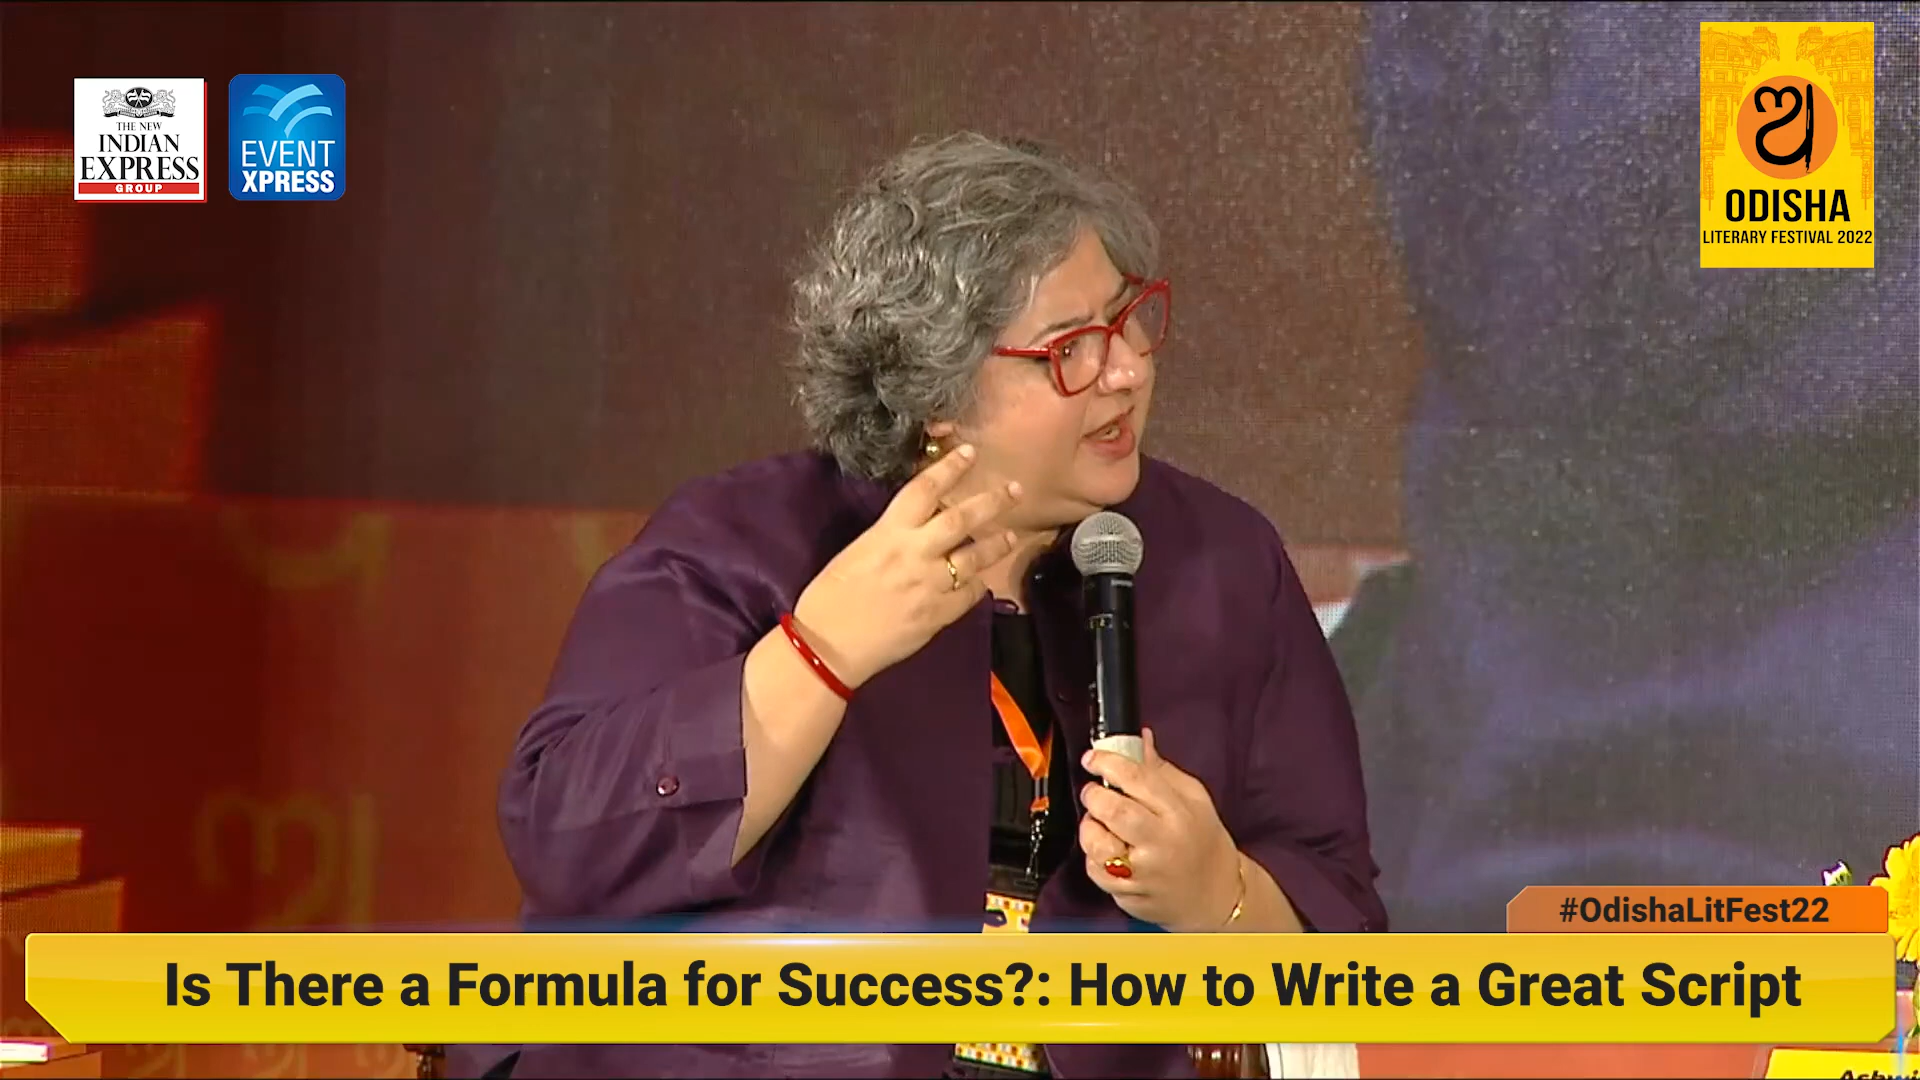 THE NEW
INDIAN
EXPRESS
GROUP
EVENT
XPRESS
ଅ
ODISHA
LITERARY FESTIVAL 2022
#OdishaLitFest22
Is There a Formula for Success?: How to Write a Great Script